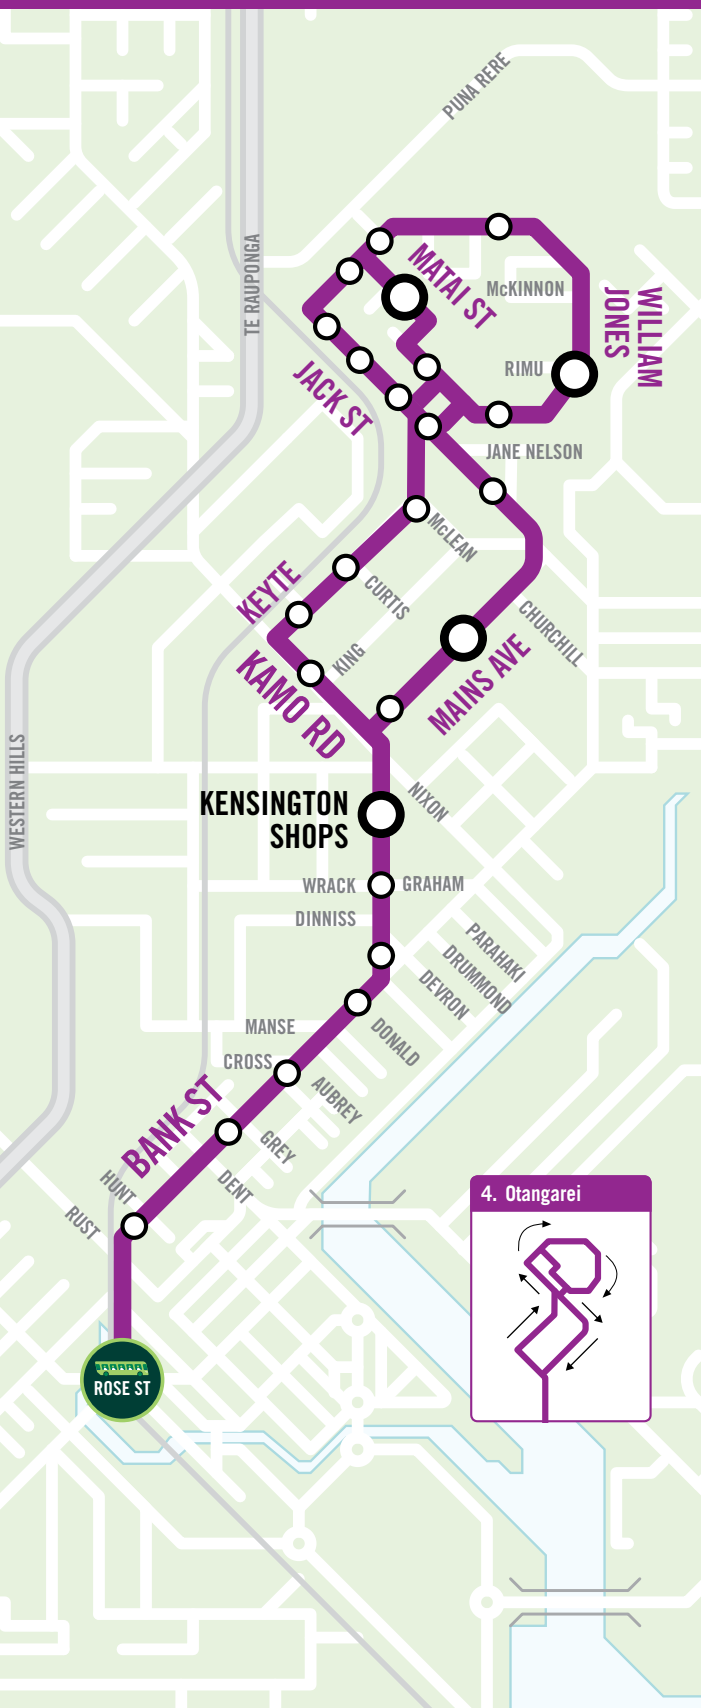 PUNA RERE
TE RAUPONGA
MATAI ST
McKINNON
WILLIAM
JONES
RIMU
JACK ST
JANE NELSON
McLEAN
KEYTE
CURTIS
CHURCHILL
KING
MAINS AVE
KAMO RD
WESTERN HILLS
KENSINGTON
SHOPS
NIXON
WRACK
GRAHAM
DINNISS
PARAHAKI
DRUMMOND
DEVRON
MANSE
DONALD
CROSS
AUBREY
BANK ST
GREY
HUNT
DENT
RUST
4. Otangarei
ROSE ST